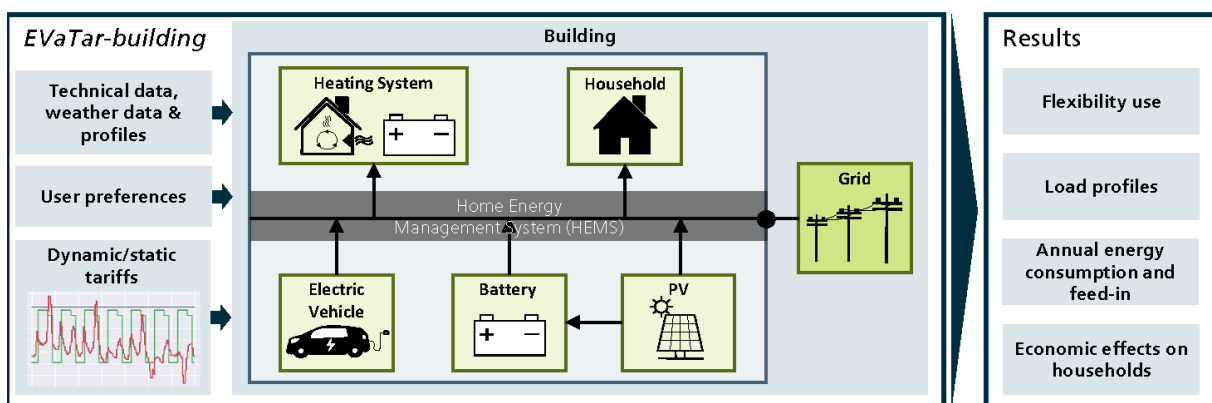 EVaTar-building
Technical data,
weather data &
profiles
User preferences
Dynamic/static
tariffs
Building
Heating System
+ −
Household
Home Energy
Management System (HEMS)
Grid
Electric
Vehicle
Battery
+ −
PV
Results
Flexibility use
Load profiles
Annual energy
consumption and
feed-in
Economic effects on
households